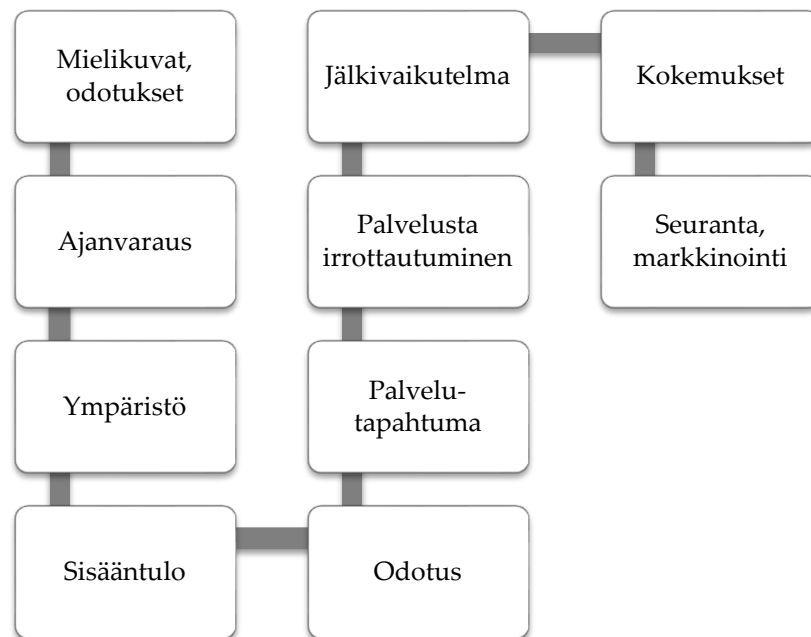 Mielikuvat,
odotukset
Ajanvaraus
Ympäristö
Sisääntulo
Odotus
Palvelu-
tapahtuma
Palvelusta
irrottautuminen
Jälkivaikutelma
Kokemukset
Seuranta,
markkinointi